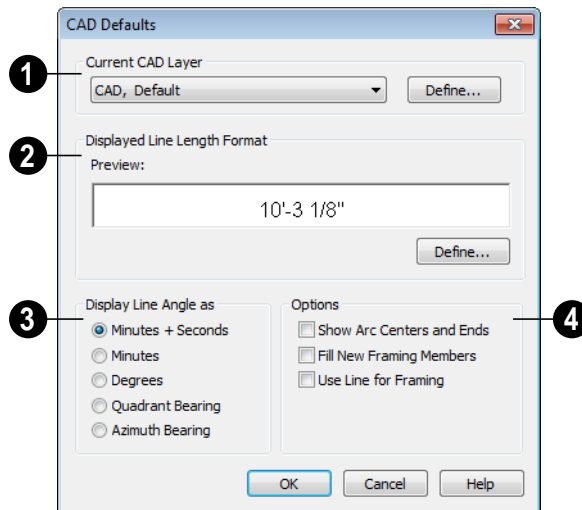 CAD Defaults
1
Current CAD Layer
CAD, Default
Define...
2
Displayed Line Length Format
Preview:
10'-3 1/8"
Define...
3
Display Line Angle as
Minutes + Seconds
Minutes
Degrees
Quadrant Bearing
Azimuth Bearing
Options
4
Show Arc Centers and Ends
Fill New Framing Members
Use Line for Framing
OK
Cancel
Help